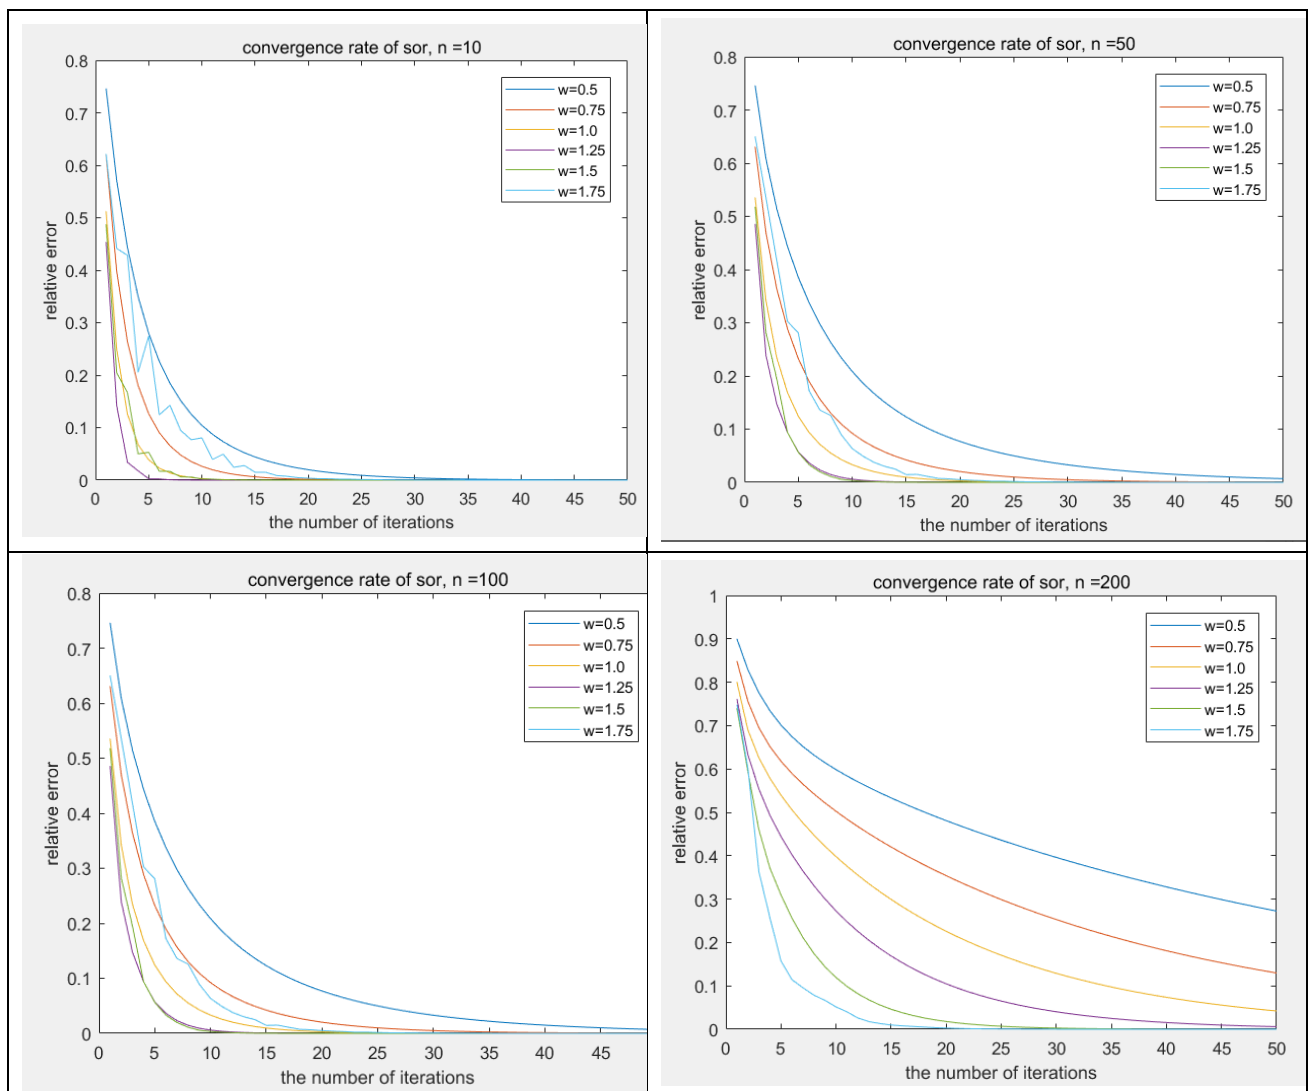 convergence rate of sor, n =10
0.8
0.7
0.6
0.5
0.4
0.3
0.2
0.1
0
w=0.5
w=0.75
w=1.0
w=1.25
w=1.5
w=1.75
relative error
0 5 10 15 20 25 30 35 40 45 50
the number of iterations
convergence rate of sor, n =50
0.8
0.7
0.6
0.5
0.4
0.3
0.2
0.1
0
w=0.5
w=0.75
w=1.0
w=1.25
w=1.5
w=1.75
relative error
0 5 10 15 20 25 30 35 40 45 50
the number of iterations
convergence rate of sor, n =100
0.8
0.7
0.6
0.5
0.4
0.3
0.2
0.1
0
w=0.5
w=0.75
w=1.0
w=1.25
w=1.5
w=1.75
relative error
0 5 10 15 20 25 30 35 40 45
the number of iterations
convergence rate of sor, n =200
1
0.9
0.8
0.7
0.6
0.5
0.4
0.3
0.2
0.1
0
w=0.5
w=0.75
w=1.0
w=1.25
w=1.5
w=1.75
relative error
0 5 10 15 20 25 30 35 40 45 50
the number of iterations